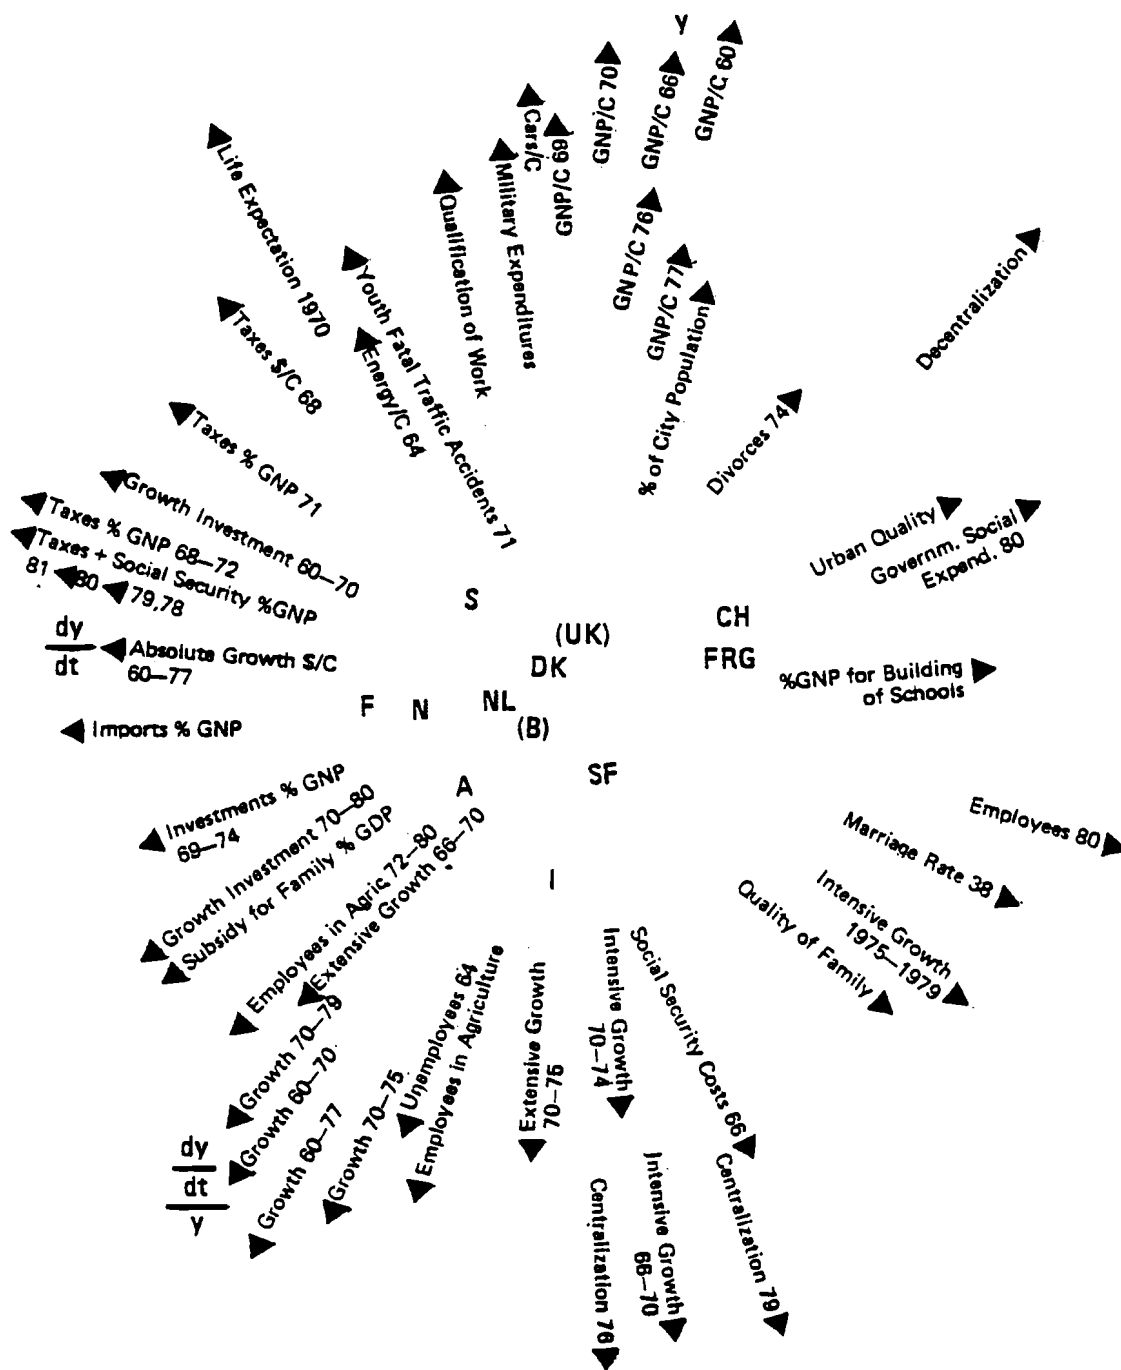 Y
GNP/C 60
GNP/C 66
GNP/C 70
Cars/C
GNP/C 69
Military Expenditures
Qualification of Work
GNP/C 76
GNP/C 77
% of City Population
Life Expectation 1970
Youth Fatal Traffic Accidents 71
Energy/C 64
Taxes $/C 68
Decentralization
Divorces 74
Taxes % GNP 71
Growth Investment 60–70
Taxes % GNP 68–72
Taxes + Social Security %GNP
81 80 79,78
Urban Quality
Governm. Social
Expend. 80
S
(UK)
CH
DK
FRG
dy
dt
Absolute Growth $/C
60–77
%GNP for Building
of Schools
F
N
NL
(B)
Imports % GNP
A
SF
Investments % GNP
69–74
Growth Investment 70–80
Subsidy for Family % GDP
Employees in Agric. 72–80
Extensive Growth 66–70
Employees 80
Marriage Rate 38
Intensive Growth
1975–1979
Quality of Family
I
Growth 70–79
Growth 60–70
Growth 60–77
Growth 70–75
Unemployees 64
Employees in Agriculture
Extensive Growth
70–75
Intensive Growth
70–74
Social Security Costs 66
dy
dt
y
Centralization 76
Intensive Growth
66–70
Centralization 79